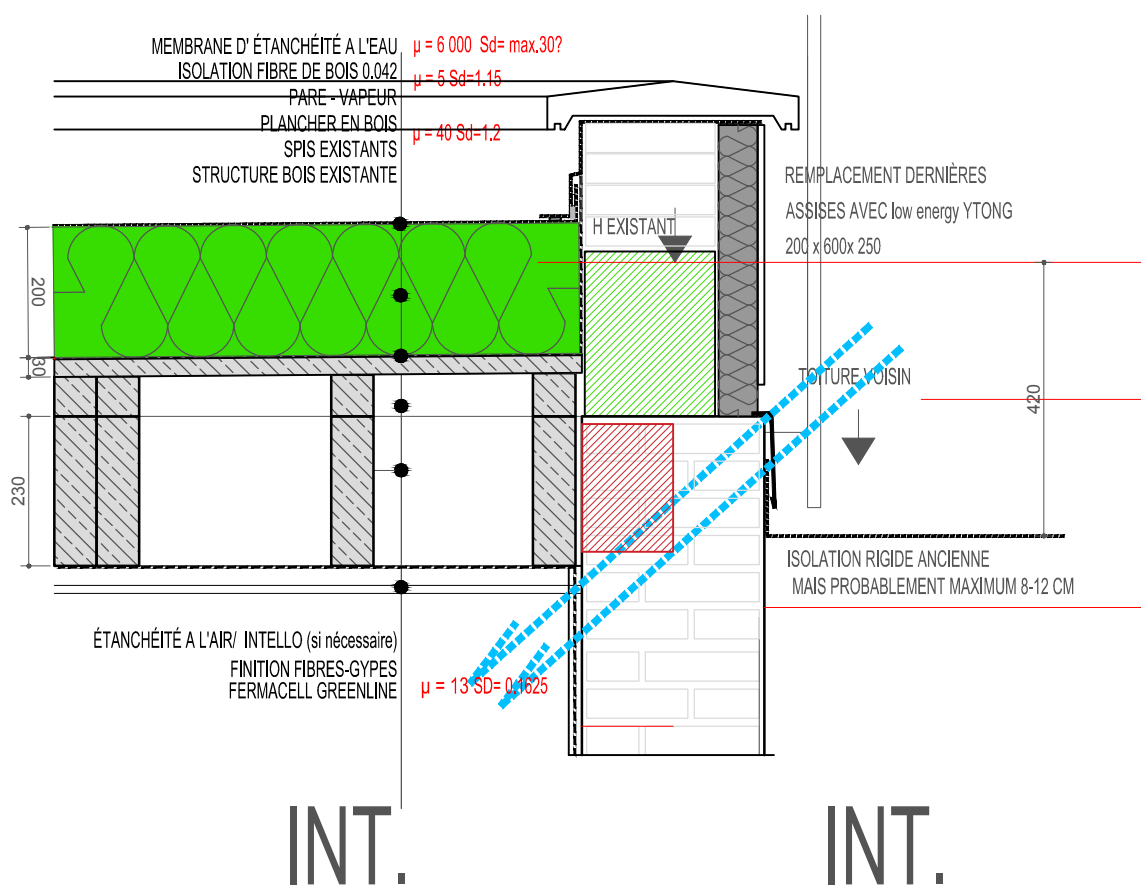 MEMBRANE D' ÉTANCHÉITÉ A L'EAU μ = 6 000 Sd= max.30?
ISOLATION FIBRE DE BOIS 0.042 μ = 5 Sd=1.15
PARE - VAPEUR
PLANCHER EN BOIS μ = 40 Sd=1.2
SPIS EXISTANTS
STRUCTURE BOIS EXISTANTE
REMPLACEMENT DERNIÈRES
ASSISES AVEC low energy YTONG
200 x 600x 250
H EXISTANT
200
30
230
TOITURE VOISIN
420
ISOLATION RIGIDE ANCIENNE
MAIS PROBABLEMENT MAXIMUM 8-12 CM
ÉTANCHÉITÉ A L'AIR/ INTELLO (si nécessaire)
FINITION FIBRES-GYPES
FERMACELL GREENLINE μ = 13 SD= 0.1625
INT.
INT.